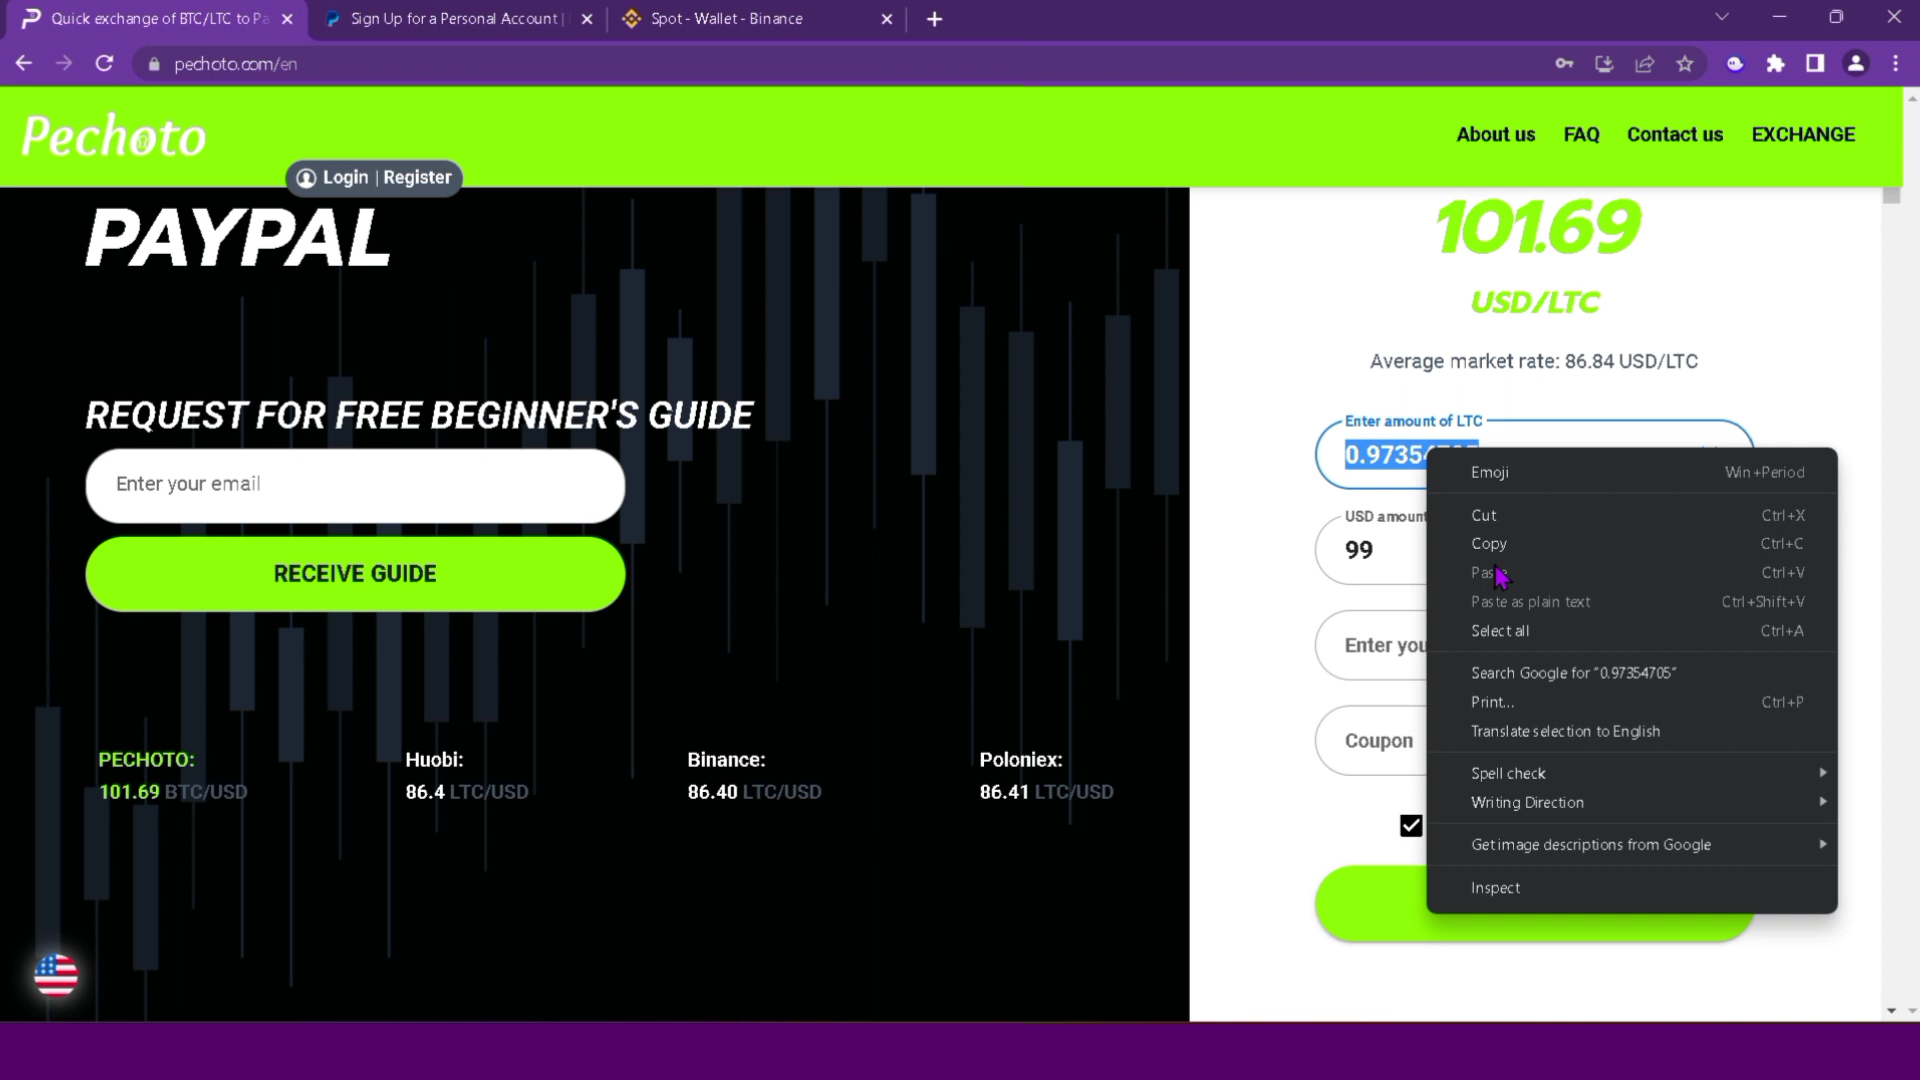 Quick exchange of BTC/LTC to Pa
Sign Up for a Personal Account |
Spot - Wallet - Binance
pechoto.com/en
Pechoto
Login | Register
About us
FAQ
Contact us
EXCHANGE
PAYPAL
REQUEST FOR FREE BEGINNER'S GUIDE
Enter your email
RECEIVE GUIDE
PECHOTO:
101.69 BTC/USD
Huobi:
86.4 LTC/USD
Binance:
86.40 LTC/USD
Poloniex:
86.41 LTC/USD
101.69
USD/LTC
Average market rate: 86.84 USD/LTC
Enter amount of LTC
0.9735
USD amount
99
Enter you
Coupon
Emoji Win+Period
Cut Ctrl+X
Copy Ctrl+C
Paste Ctrl+V
Paste as plain text Ctrl+Shift+V
Select all Ctrl+A
Search Google for “0.97354705”
Print... Ctrl+P
Translate selection to English
Spell check
Writing Direction
Get image descriptions from Google
Inspect